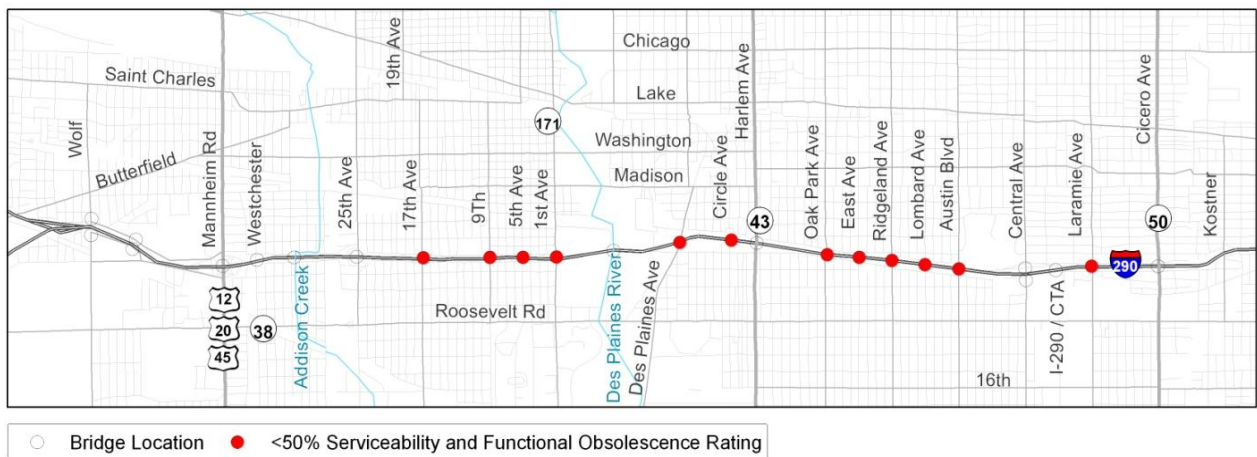 Chicago
19th Ave
Saint Charles
Lake
Harlem Ave
Cicero Ave
171
Wolf
Washington
Butterfield
Madison
Mannheim Rd
Westchester
25th Ave
17th Ave
9Th
5th Ave
1st Ave
Circle Ave
Oak Park Ave
East Ave
Ridgeland Ave
Lombard Ave
Austin Blvd
Central Ave
Laramie Ave
Kostner
43
50
290
12
20
45
38
Addison Creek
Roosevelt Rd
Des Plaines River
Des Plaines Ave
I-290 / CTA
16th
Bridge Location
<50% Serviceability and Functional Obsolescence Rating